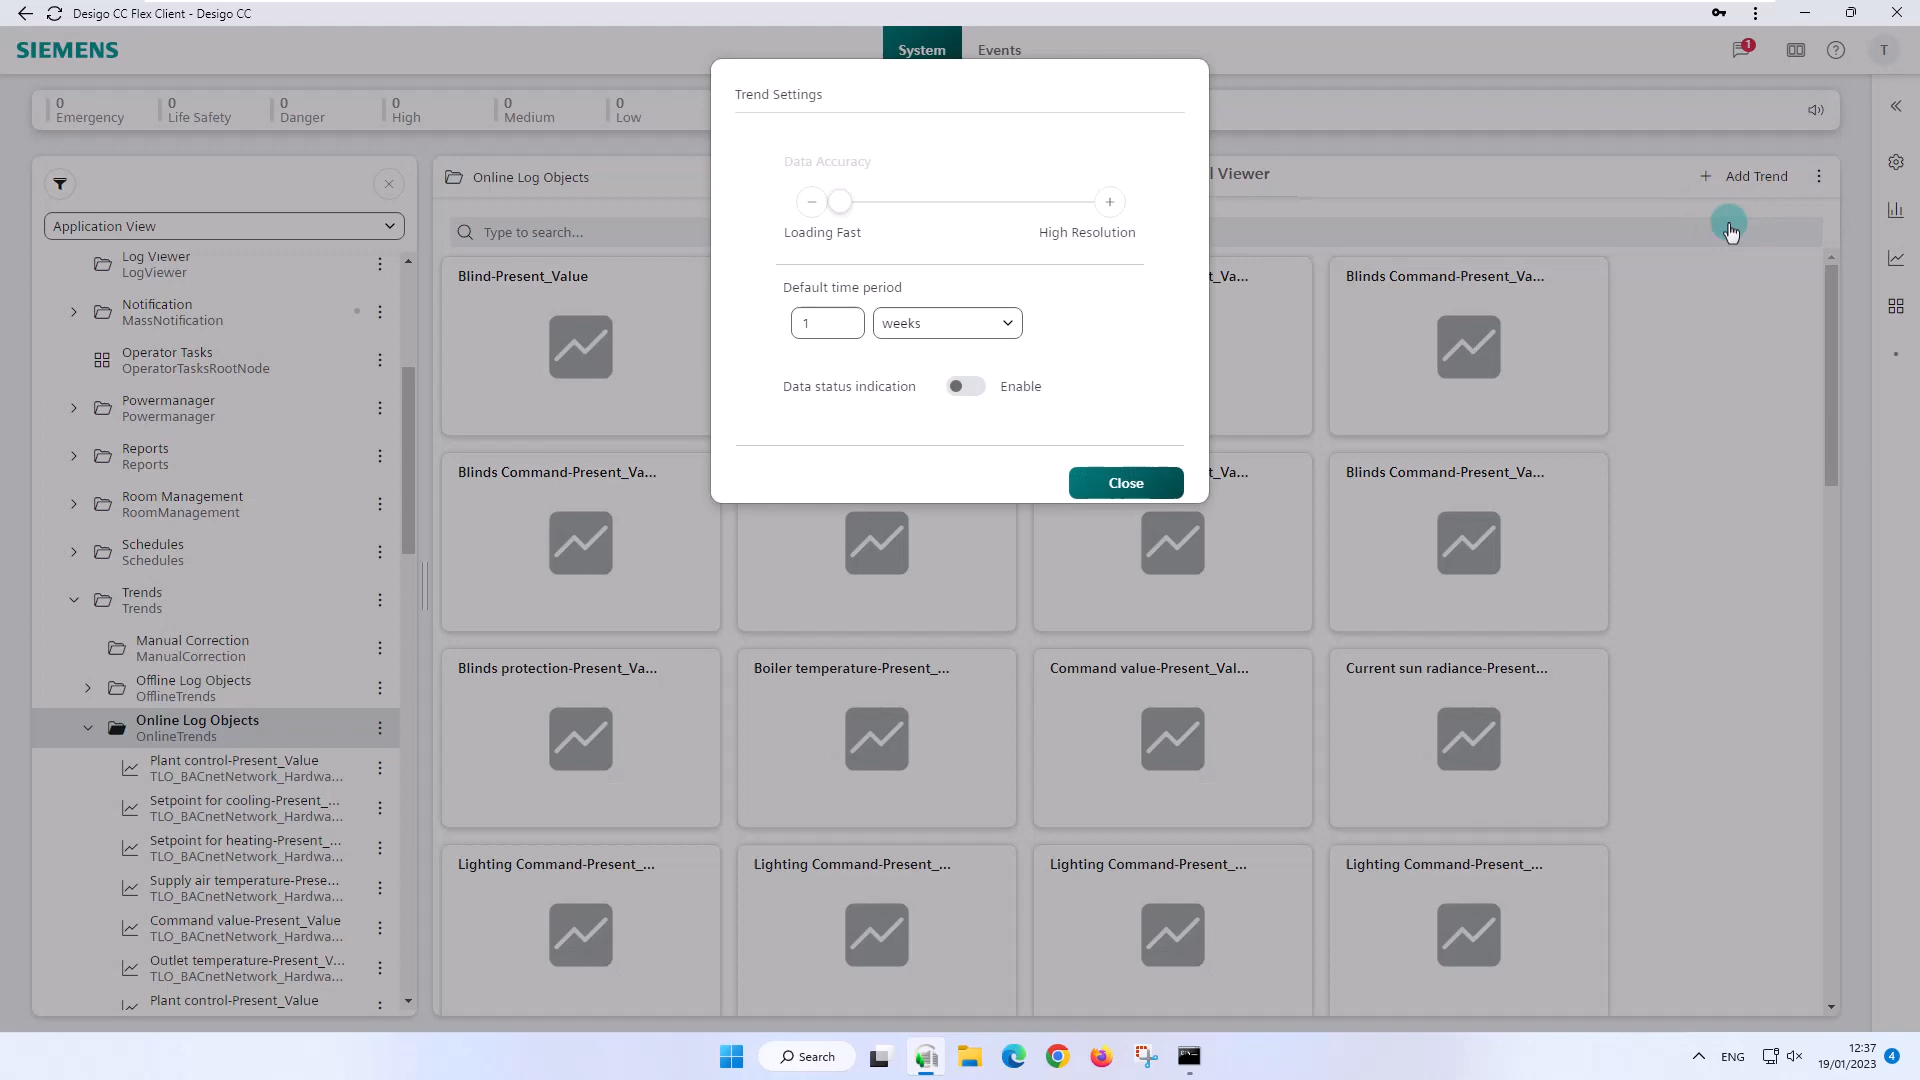 Desigo CC Flex Client - Desigo CC
SIEMENS
System
Events
1
T
0
Emergency
0
Life Safety
0
Danger
0
High
0
Medium
0
Low
Application View
Log Viewer
LogViewer
Notification
MassNotification
Operator Tasks
OperatorTasksRootNode
Powermanager
Powermanager
Reports
Reports
Room Management
RoomManagement
Schedules
Schedules
Trends
Trends
Manual Correction
ManualCorrection
Offline Log Objects
OfflineTrends
Online Log Objects
OnlineTrends
Plant control-Present_Value
TLO_BACnetNetwork_Hardwa...
Setpoint for cooling-Present_...
TLO_BACnetNetwork_Hardwa...
Setpoint for heating-Present_...
TLO_BACnetNetwork_Hardwa...
Supply air temperature-Prese...
TLO_BACnetNetwork_Hardwa...
Command value-Present_Value
TLO_BACnetNetwork_Hardwa...
Outlet temperature-Present_V...
TLO_BACnetNetwork_Hardwa...
Plant control-Present_Value
Online Log Objects
l Viewer
Add Trend
Type to search...
Blind-Present_Value
t_Va...
Blinds Command-Present_Va...
Blinds Command-Present_Va...
t_Va...
Blinds Command-Present_Va...
Blinds protection-Present_Va...
Boiler temperature-Present_...
Command value-Present_Val...
Current sun radiance-Present...
Lighting Command-Present_...
Lighting Command-Present_...
Lighting Command-Present_...
Lighting Command-Present_...
Trend Settings
Data Accuracy
Loading Fast
High Resolution
Default time period
1
weeks
Data status indication
Enable
Close
Search
ENG
12:37
19/01/2023
4